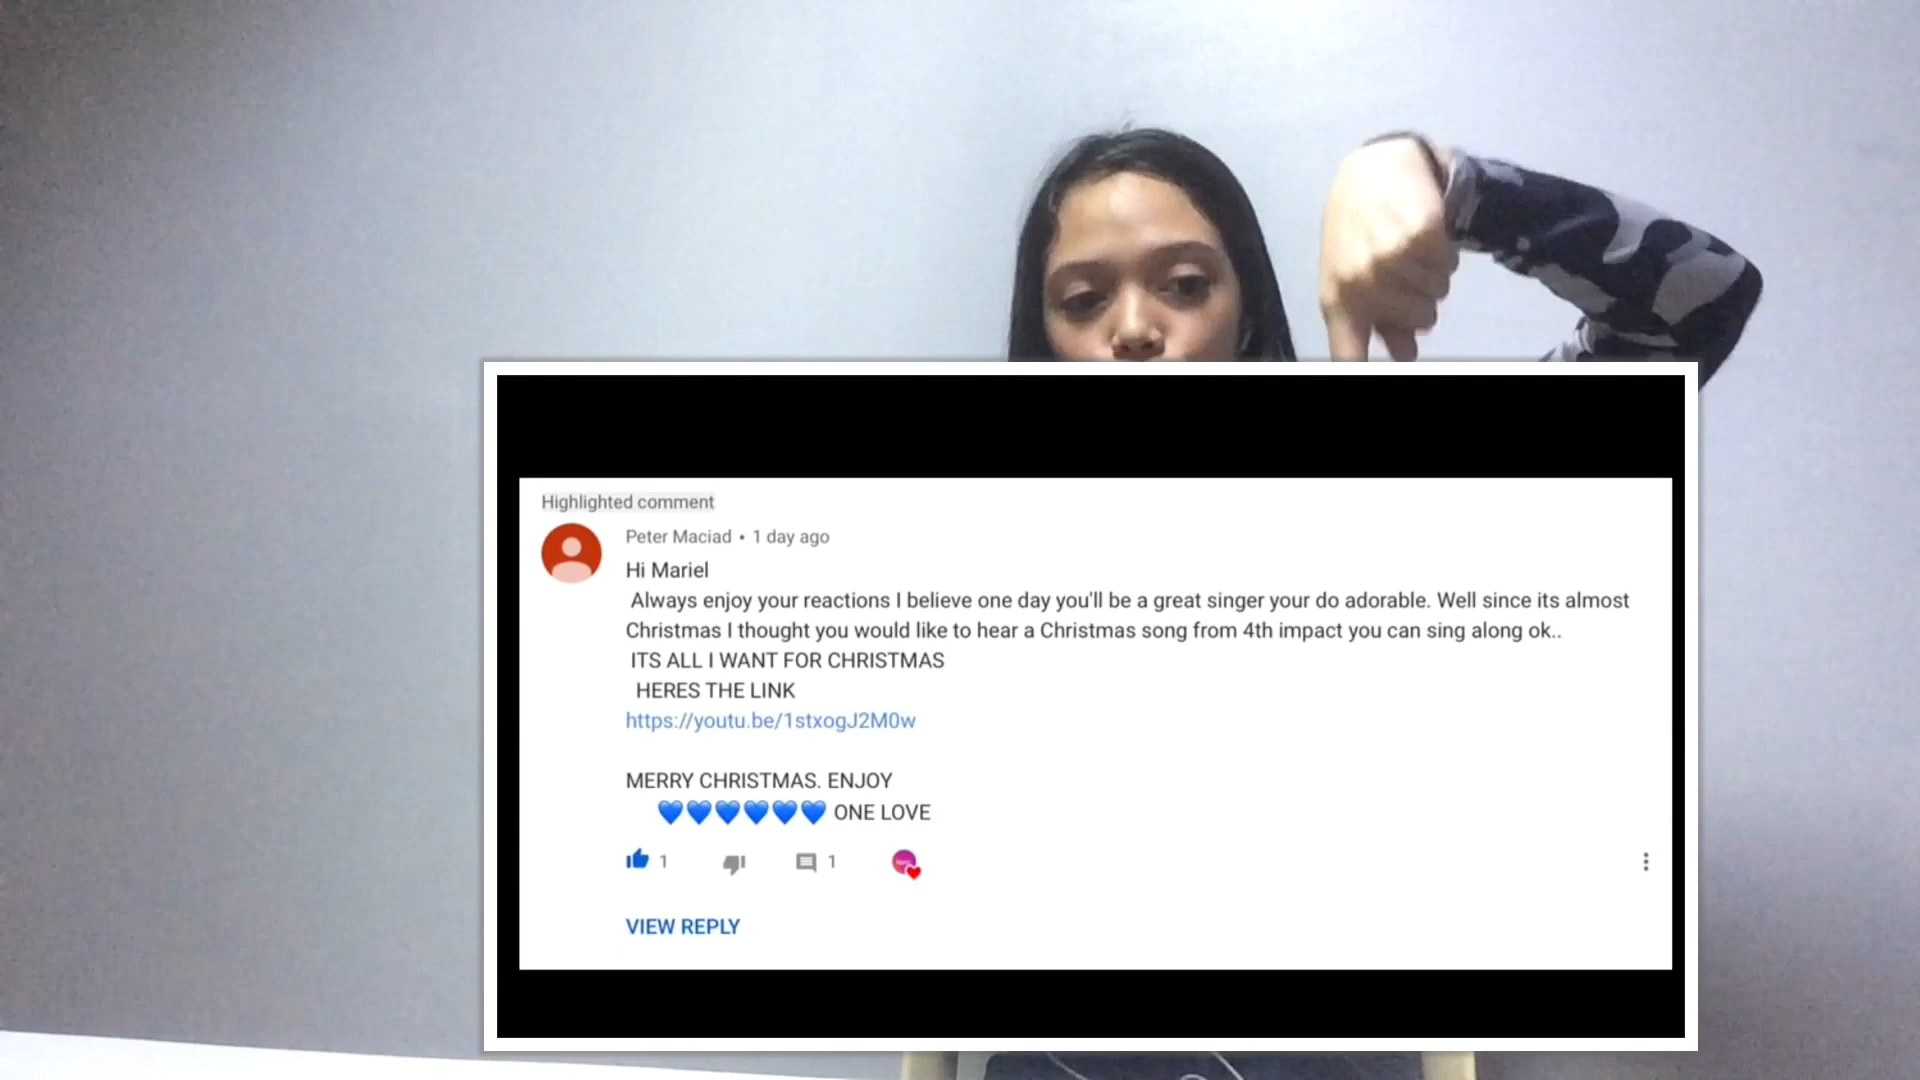 Highlighted comment
Peter Maciad • 1 day ago
Hi Mariel
Always enjoy your reactions I believe one day you'll be a great singer your do adorable. Well since its almost
Christmas I thought you would like to hear a Christmas song from 4th impact you can sing along ok..
ITS ALL I WANT FOR CHRISTMAS
HERES THE LINK
https://youtu.be/1stxogJ2M0w
MERRY CHRISTMAS. ENJOY
💙💙💙💙💙💙 ONE LOVE
1 1
VIEW REPLY